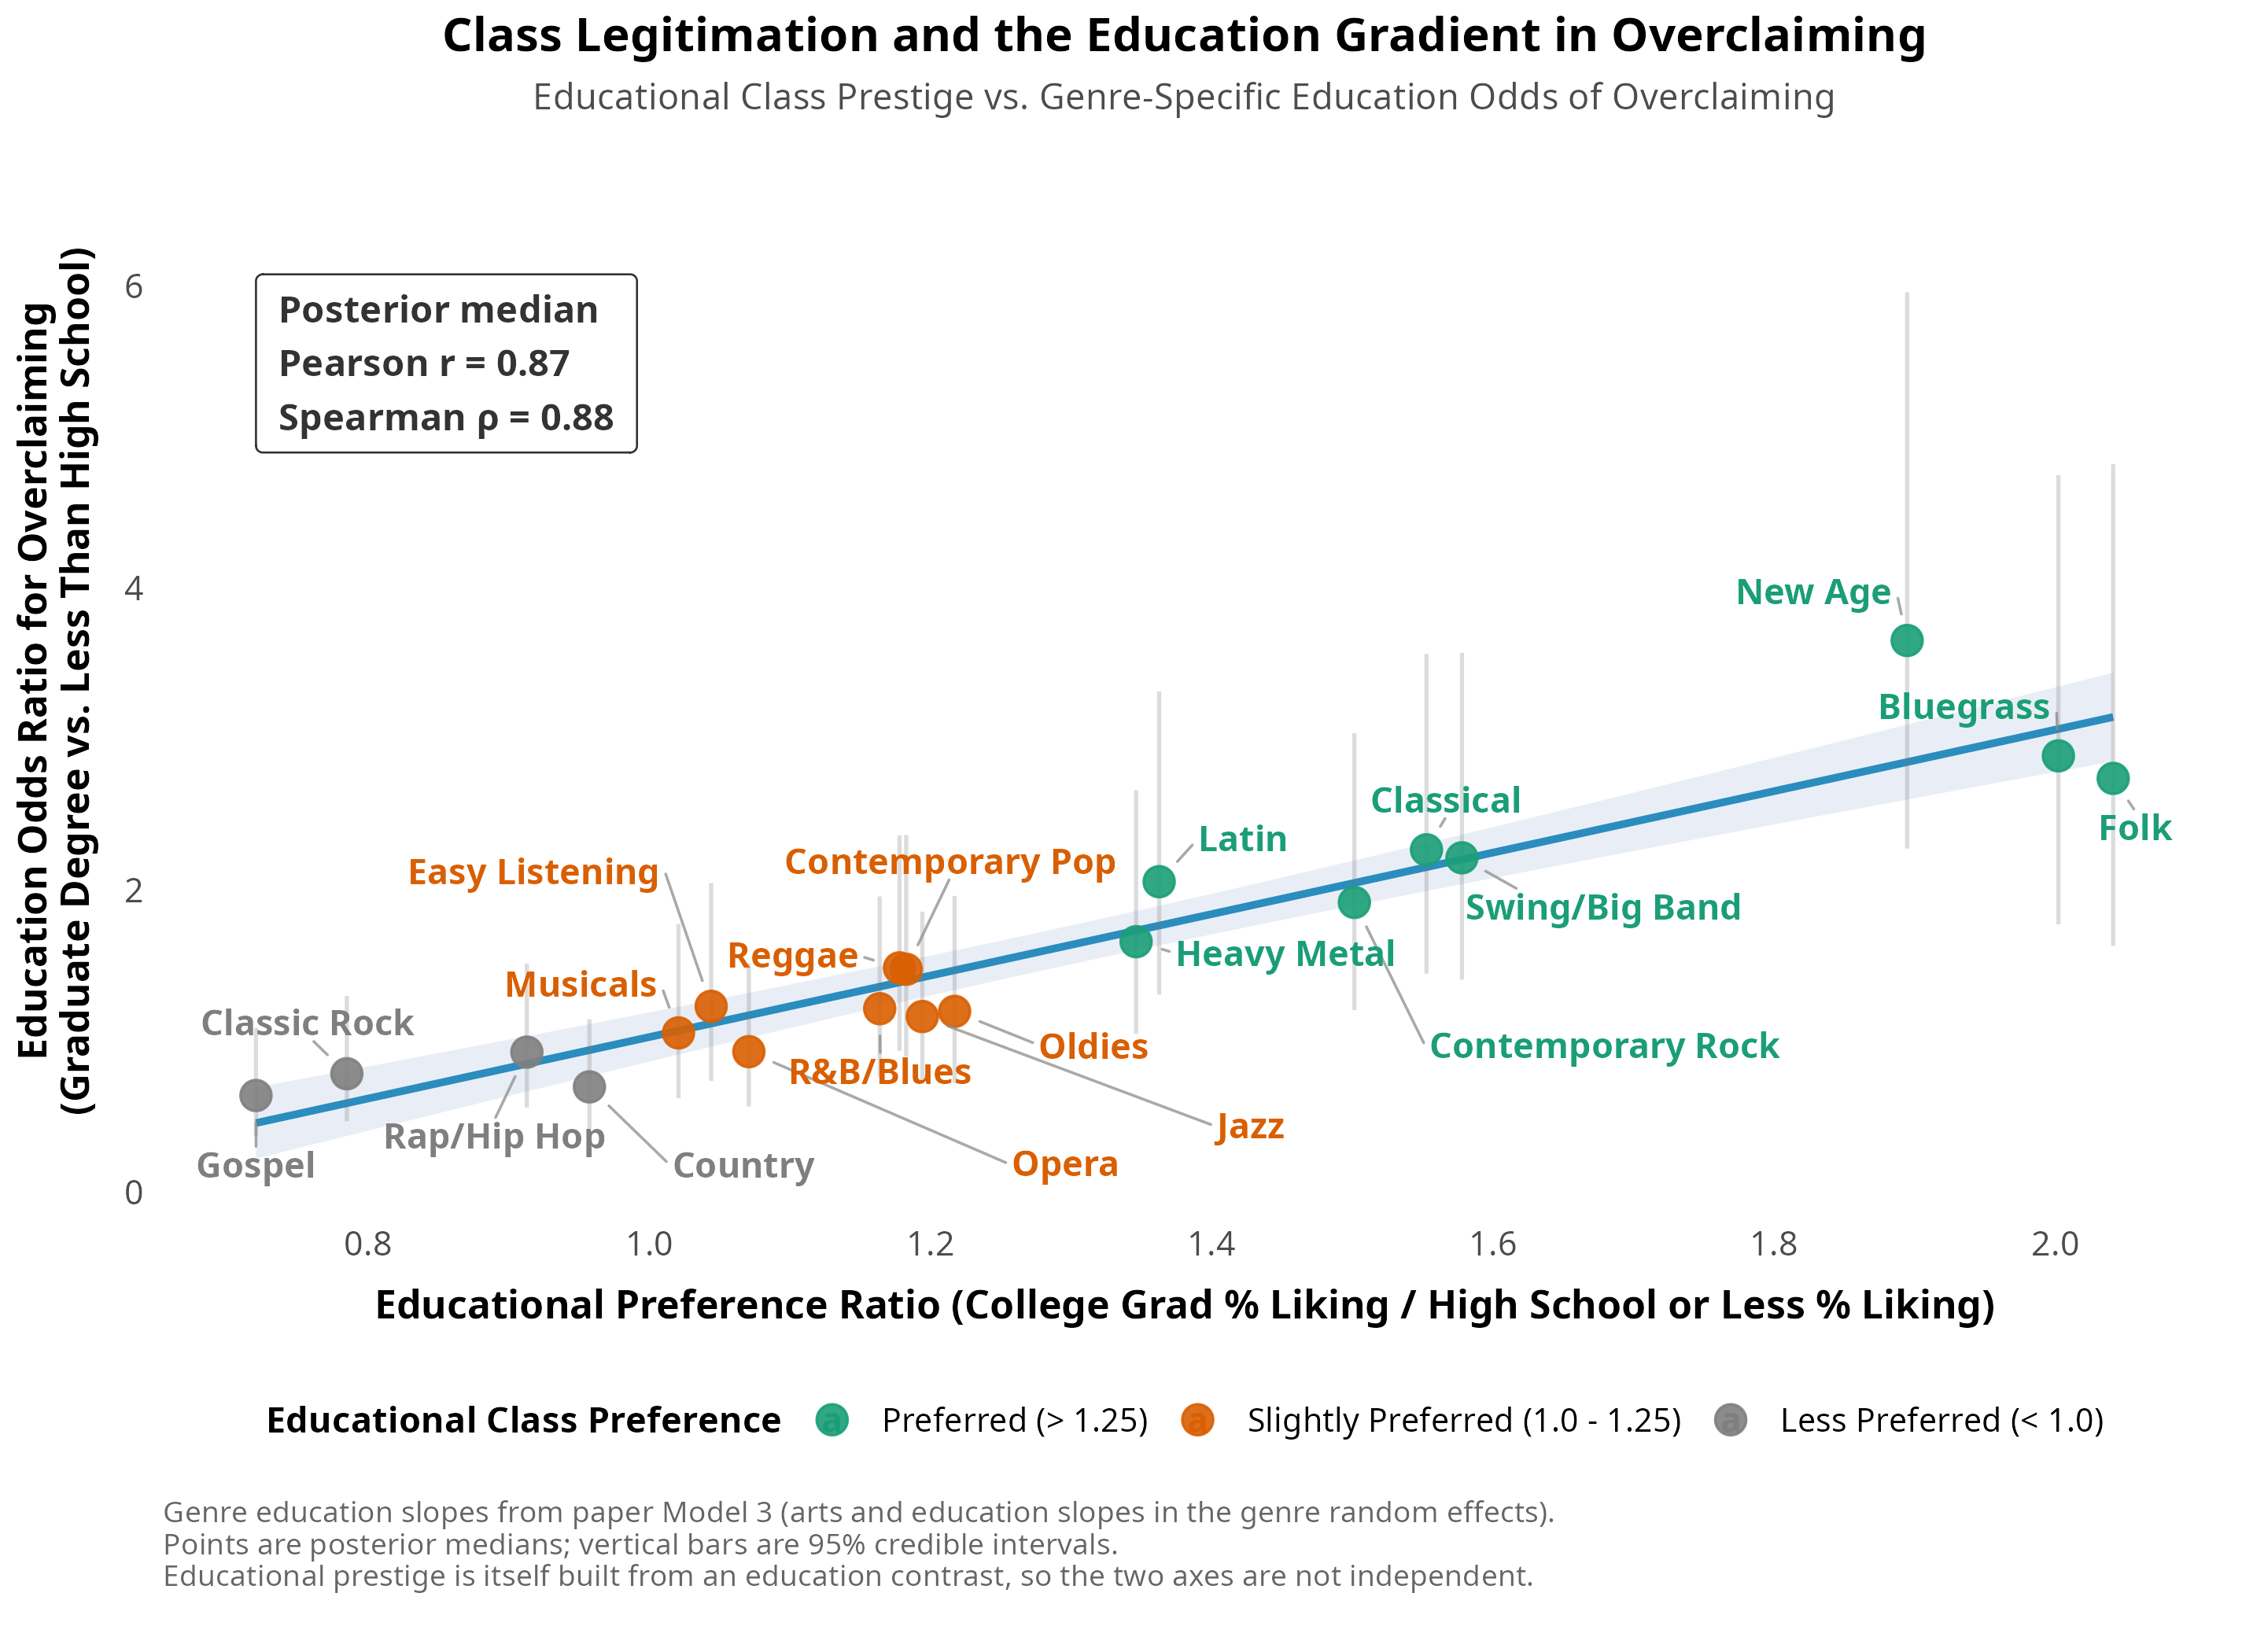 Class Legitimation and the Education Gradient in Overclaiming
Educational Class Prestige vs. Genre-Specific Education Odds of Overclaiming
Education Odds Ratio for Overclaiming
(Graduate Degree vs. Less Than High School)
6
4
2
0
Posterior median
Pearson r = 0.87
Spearman ρ = 0.88
New Age
Bluegrass
Folk
Classical
Latin
Contemporary Pop
Easy Listening
Swing/Big Band
Reggae
Heavy Metal
Musicals
Classic Rock
Oldies
Contemporary Rock
R&B/Blues
Jazz
Rap/Hip Hop
Gospel
Country
Opera
0.8
1.0
1.2
1.4
1.6
1.8
2.0
Educational Preference Ratio (College Grad % Liking / High School or Less % Liking)
Educational Class Preference
a Preferred (> 1.25)
a Slightly Preferred (1.0 - 1.25)
a Less Preferred (< 1.0)
Genre education slopes from paper Model 3 (arts and education slopes in the genre random effects).
Points are posterior medians; vertical bars are 95% credible intervals.
Educational prestige is itself built from an education contrast, so the two axes are not independent.